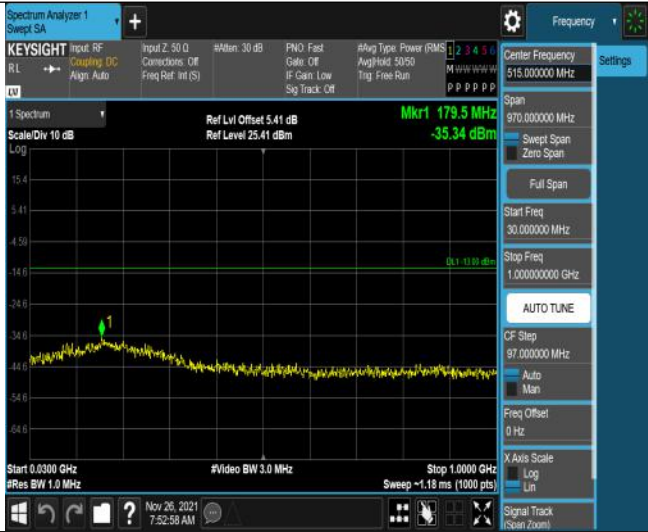 Spectrum Analyzer 1
Swept SA
Frequency
KEYSIGHT
RL
Input: RF
Coupling: DC
Align: Auto
Input Z: 50 Ω
Corrections: Off
Freq Ref: Int (S)
#Atten: 30 dB
PNO: Fast
Gate: Off
IF Gain: Low
Sig Track: Off
#Avg Type: Power (RMS
Avg|Hold: 50/50
Trig: Free Run
1 2 3 4 5 6
M W W W W W
P P P P P P
LV
1 Spectrum
Scale/Div 10 dB
Log
Ref Lvl Offset 5.41 dB
Ref Level 25.41 dBm
Mkr1 179.5 MHz
-35.34 dBm
15.4
5.41
-4.59
-14.6
-24.6
-34.6
-44.6
-54.6
-64.6
DL1 -13.00 dBm
1
Start 0.0300 GHz
#Res BW 1.0 MHz
#Video BW 3.0 MHz
Stop 1.0000 GHz
Sweep ~1.18 ms (1000 pts)
Nov 26, 2021
7:52:58 AM
Center Frequency
515.000000 MHz
Settings
Span
970.000000 MHz
Swept Span
Zero Span
Full Span
Start Freq
30.000000 MHz
Stop Freq
1.000000000 GHz
AUTO TUNE
CF Step
97.000000 MHz
Auto
Man
Freq Offset
0 Hz
X Axis Scale
Log
Lin
Signal Track
(Span Zoom)